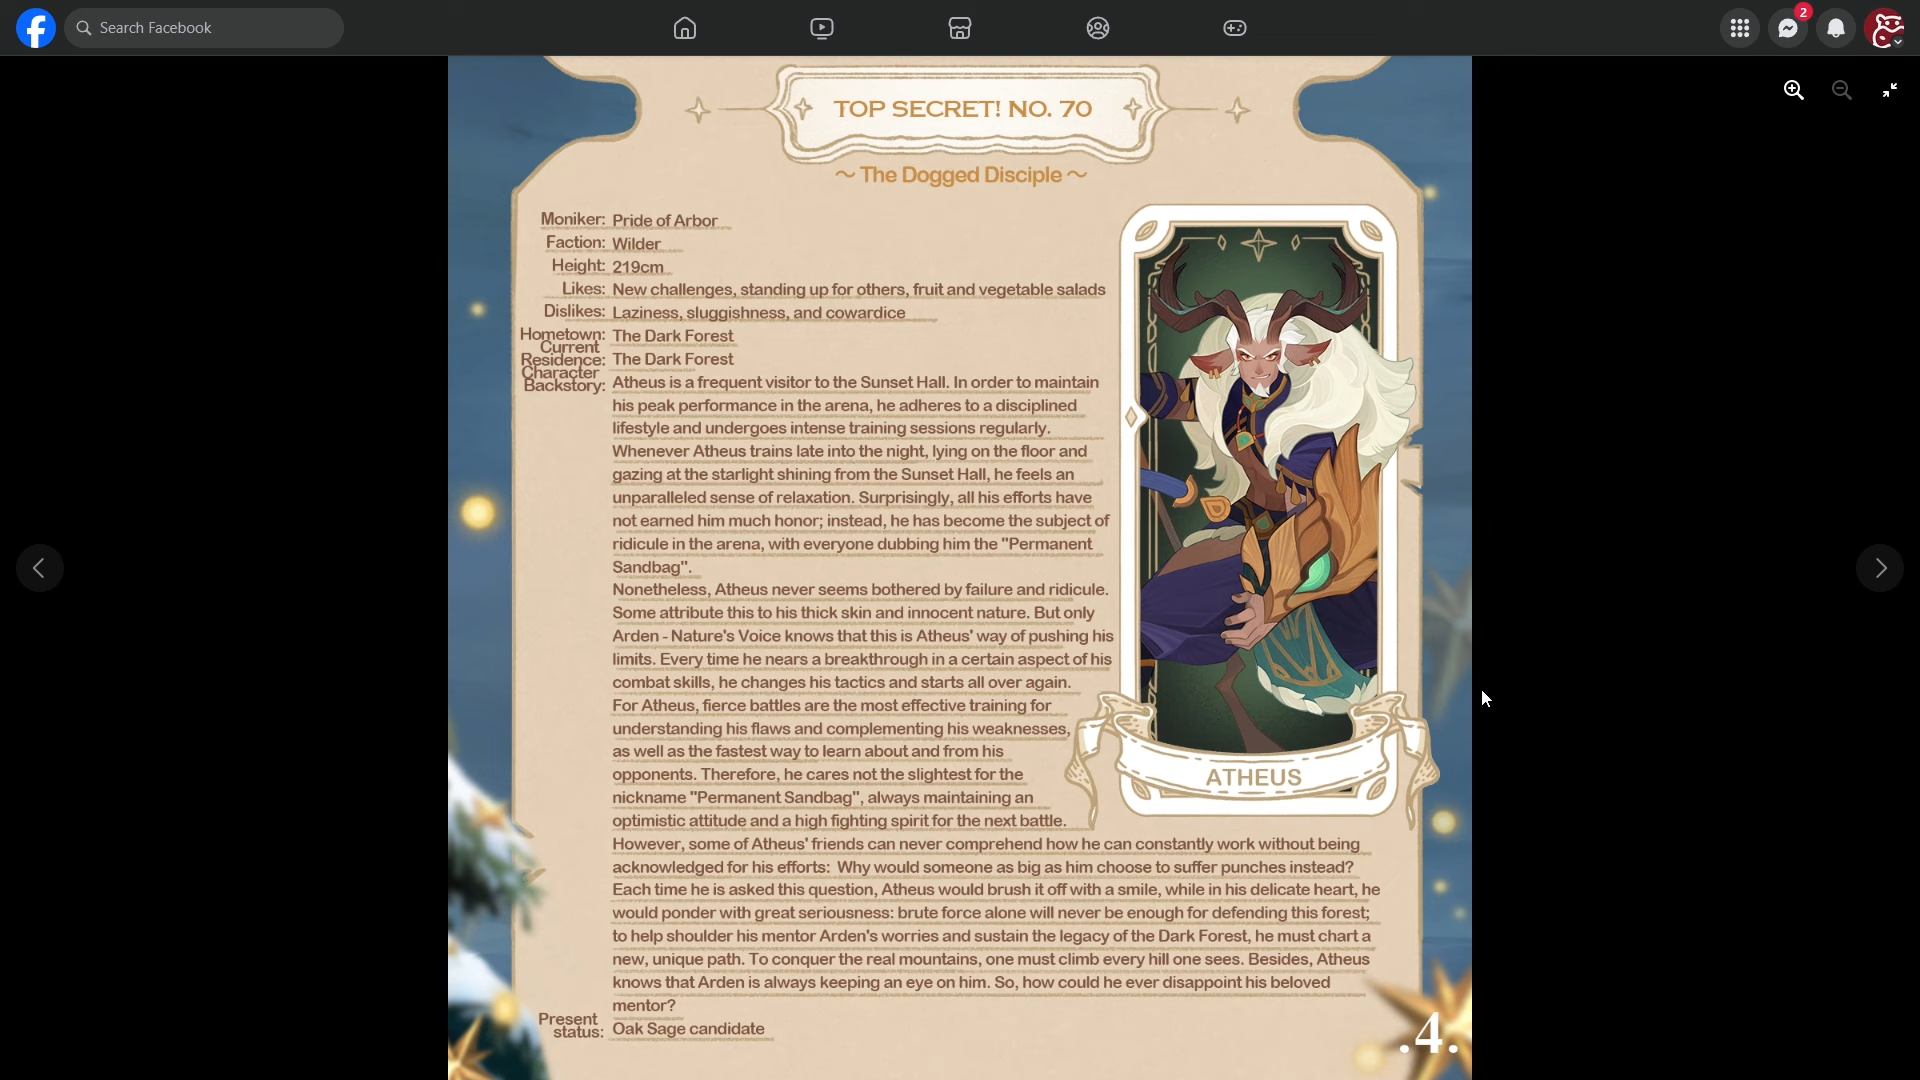 Search Facebook
2
TOP SECRET! NO. 70
~ The Dogged Disciple ~
Moniker: Pride of Arbor
Faction: Wilder
Height: 219cm
Likes: New challenges, standing up for others, fruit and vegetable salads
Dislikes: Laziness, sluggishness, and cowardice
Hometown: The Dark Forest
Current
Residence: The Dark Forest
Character
Backstory: Atheus is a frequent visitor to the Sunset Hall. In order to maintain
his peak performance in the arena, he adheres to a disciplined
lifestyle and undergoes intense training sessions regularly.
Whenever Atheus trains late into the night, lying on the floor and
gazing at the starlight shining from the Sunset Hall, he feels an
unparalleled sense of relaxation. Surprisingly, all his efforts have
not earned him much honor; instead, he has become the subject of
ridicule in the arena, with everyone dubbing him the "Permanent
Sandbag".
Nonetheless, Atheus never seems bothered by failure and ridicule.
Some attribute this to his thick skin and innocent nature. But only
Arden - Nature's Voice knows that this is Atheus' way of pushing his
limits. Every time he nears a breakthrough in a certain aspect of his
combat skills, he changes his tactics and starts all over again.
For Atheus, fierce battles are the most effective training for
understanding his flaws and complementing his weaknesses,
as well as the fastest way to learn about and from his
opponents. Therefore, he cares not the slightest for the
nickname "Permanent Sandbag", always maintaining an
optimistic attitude and a high fighting spirit for the next battle.
However, some of Atheus' friends can never comprehend how he can constantly work without being
acknowledged for his efforts: Why would someone as big as him choose to suffer punches instead?
Each time he is asked this question, Atheus would brush it off with a smile, while in his delicate heart, he
would ponder with great seriousness: brute force alone will never be enough for defending this forest;
to help shoulder his mentor Arden's worries and sustain the legacy of the Dark Forest, he must chart a
new, unique path. To conquer the real mountains, one must climb every hill one sees. Besides, Atheus
knows that Arden is always keeping an eye on him. So, how could he ever disappoint his beloved
mentor?
Present
status: Oak Sage candidate
ATHEUS
.4.